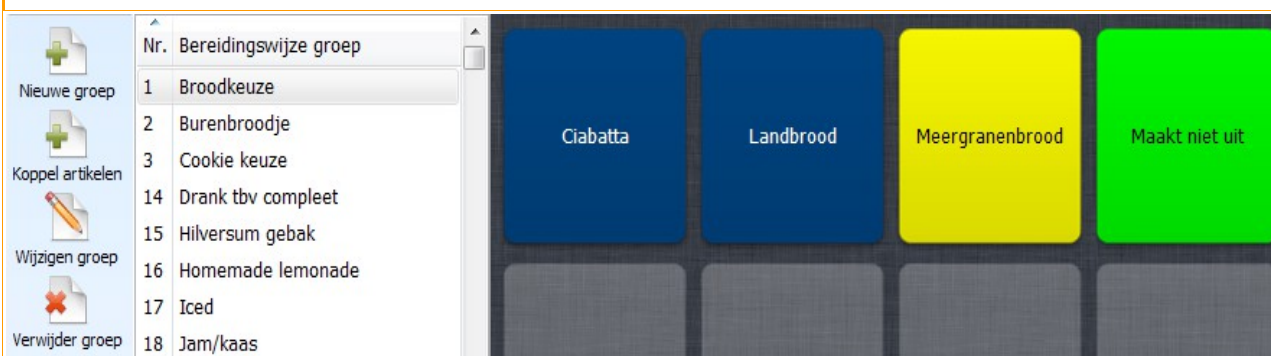 Nieuwe groep
Koppel artikelen
Wijzigen groep
Verwijder groep
Nr. Bereidingswijze groep
1 Broodkeuze
2 Burenbroodje
3 Cookie keuze
14 Drank tbv compleet
15 Hilversum gebak
16 Homemade lemonade
17 Iced
18 Jam/kaas
Ciabatta
Landbrood
Meergranenbrood
Maakt niet uit